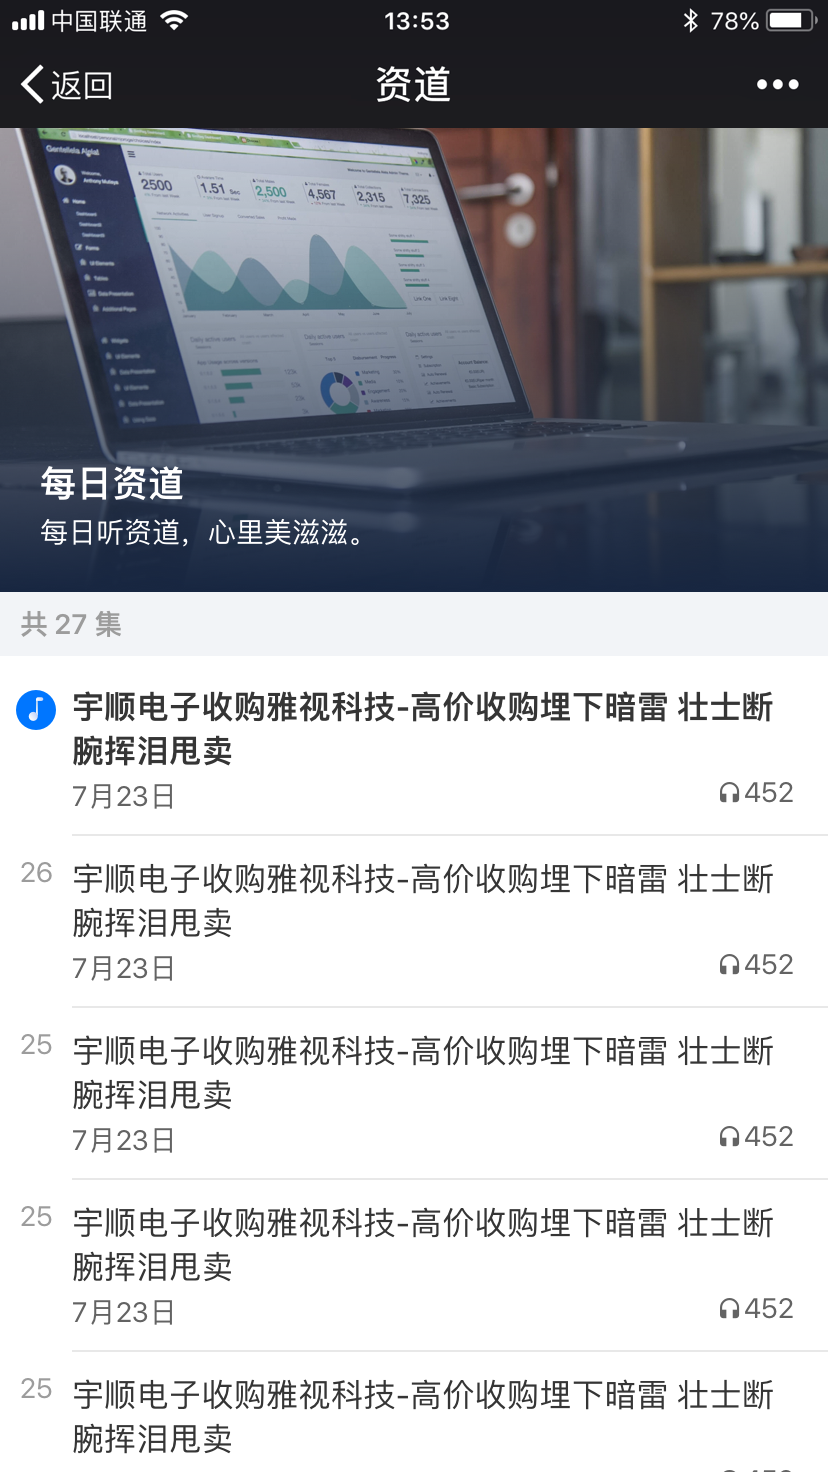 中国联通 13:53 78%
返回 资道
Gentellela Alela!
2500 1.51 Sec 2,500 4,567 2,315 7,325
每日资道
每日听资道，心里美滋滋。
共 27 集
宇顺电子收购雅视科技-高价收购埋下暗雷 壮士断
腕挥泪甩卖
7月23日 452
26 宇顺电子收购雅视科技-高价收购埋下暗雷 壮士断
腕挥泪甩卖
7月23日 452
25 宇顺电子收购雅视科技-高价收购埋下暗雷 壮士断
腕挥泪甩卖
7月23日 452
25 宇顺电子收购雅视科技-高价收购埋下暗雷 壮士断
腕挥泪甩卖
7月23日 452
25 宇顺电子收购雅视科技-高价收购埋下暗雷 壮士断
腕挥泪甩卖